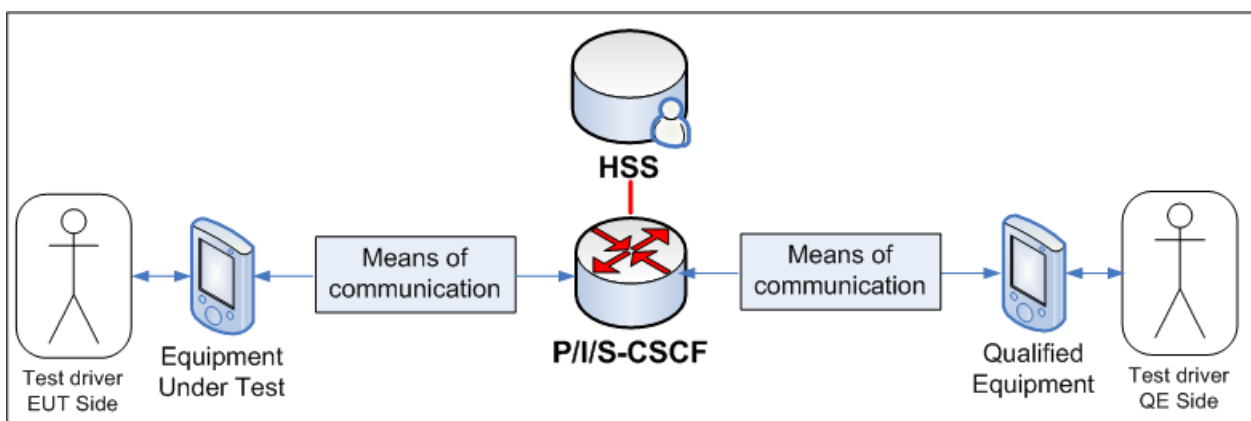 HSS
Means of
communication
Means of
communication
P/I/S-CSCF
Equipment
Under Test
Qualified
Equipment
Test driver
EUT Side
Test driver
QE Side